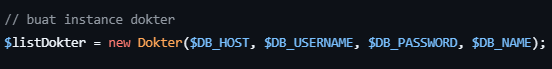 // buat instance dokter
$listDokter = new Dokter($DB_HOST, $DB_USERNAME, $DB_PASSWORD, $DB_NAME);